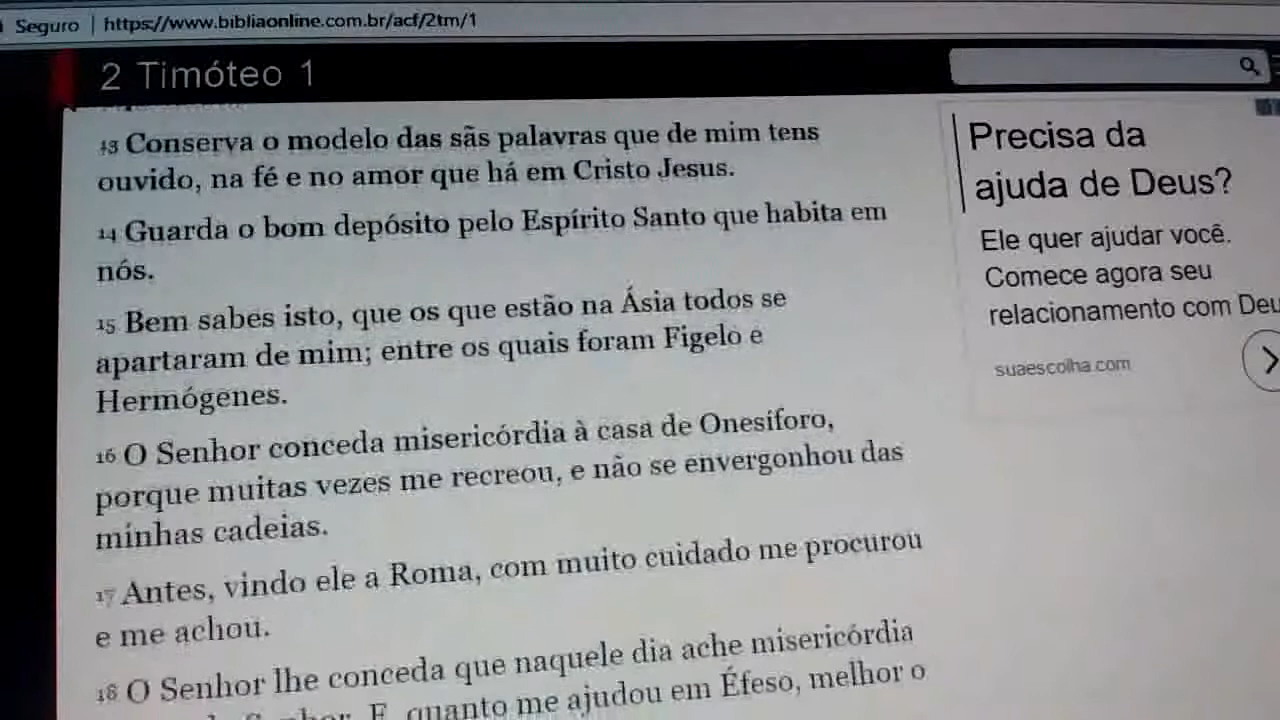 Seguro | https://www.bibliaonline.com.br/acf/2tm/1
2 Timóteo 1
13 Conserva o modelo das sãs palavras que de mim tens
ouvido, na fé e no amor que há em Cristo Jesus.
14 Guarda o bom depósito pelo Espírito Santo que habita em
nós.
15 Bem sabes isto, que os que estão na Ásia todos se
apartaram de mim; entre os quais foram Figelo e
Hermógenes.
16 O Senhor conceda misericórdia à casa de Onesíforo,
porque muitas vezes me recreou, e não se envergonhou das
minhas cadeias.
17 Antes, vindo ele a Roma, com muito cuidado me procurou
e me achou.
18 O Senhor lhe conceda que naquele dia ache misericórdia
E, quanto me ajudou em Éfeso, melhor o
Precisa da
ajuda de Deus?
Ele quer ajudar você.
Comece agora seu
relacionamento com Deu
suaescolha.com